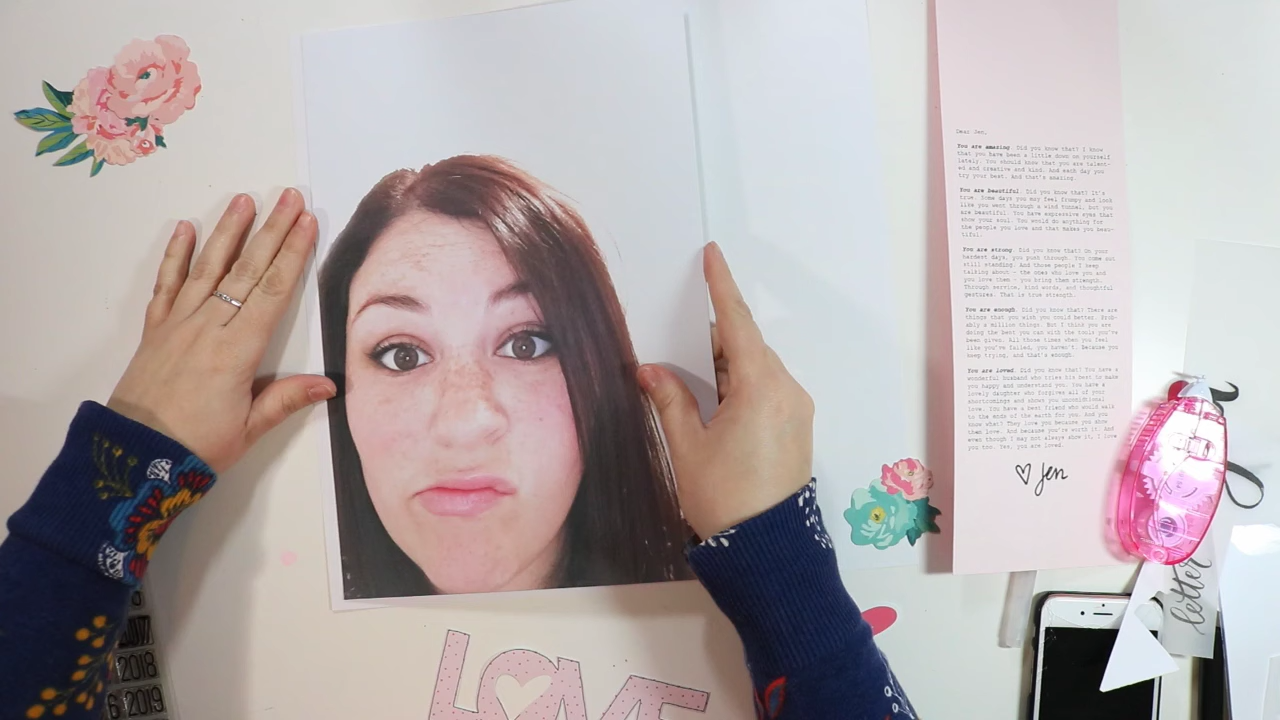 Dear Jen,
You are amazing. Did you know that? I know
that you have been a little down on yourself
lately. You should know that you are talent-
ed and creative and kind. And each day you
try your best. And that's amazing.
You are beautiful. Did you know that? It's
true. Some days you may feel frumpy and look
like you went through a wind tunnel, but you
are beautiful. You have expressive eyes that
show your soul. You would do anything for
the people you love and that makes you beau-
tiful.
You are strong. Did you know that? On your
hardest days, you push through. You come out
still standing. And those people I keep
talking about - the ones who love you and
you love them - you bring them strength.
Through service, kind words, and thoughtful
gestures. That is true strength.
You are enough. Did you know that? There are
things that you wish you could better. Prob-
ably a million things. But I think you are
doing the best you can with the tools you've
been given. All those times when you feel
like you've failed, you haven't. Because you
keep trying, and that's enough.
You are loved. Did you know that? You have a
wonderful husband who tries his best to make
you happy and understand you. You have a
lovely daughter who forgives all of your
shortcomings and shows you unconditional
love. You have a best friend who would walk
to the ends of the earth for you. And you
know what? They love you because you show
them love. And because you're worth it. And
even though I may not always show it, I love
you too. Yes, you are loved.
Jen
letter
LOVE
2018
2019